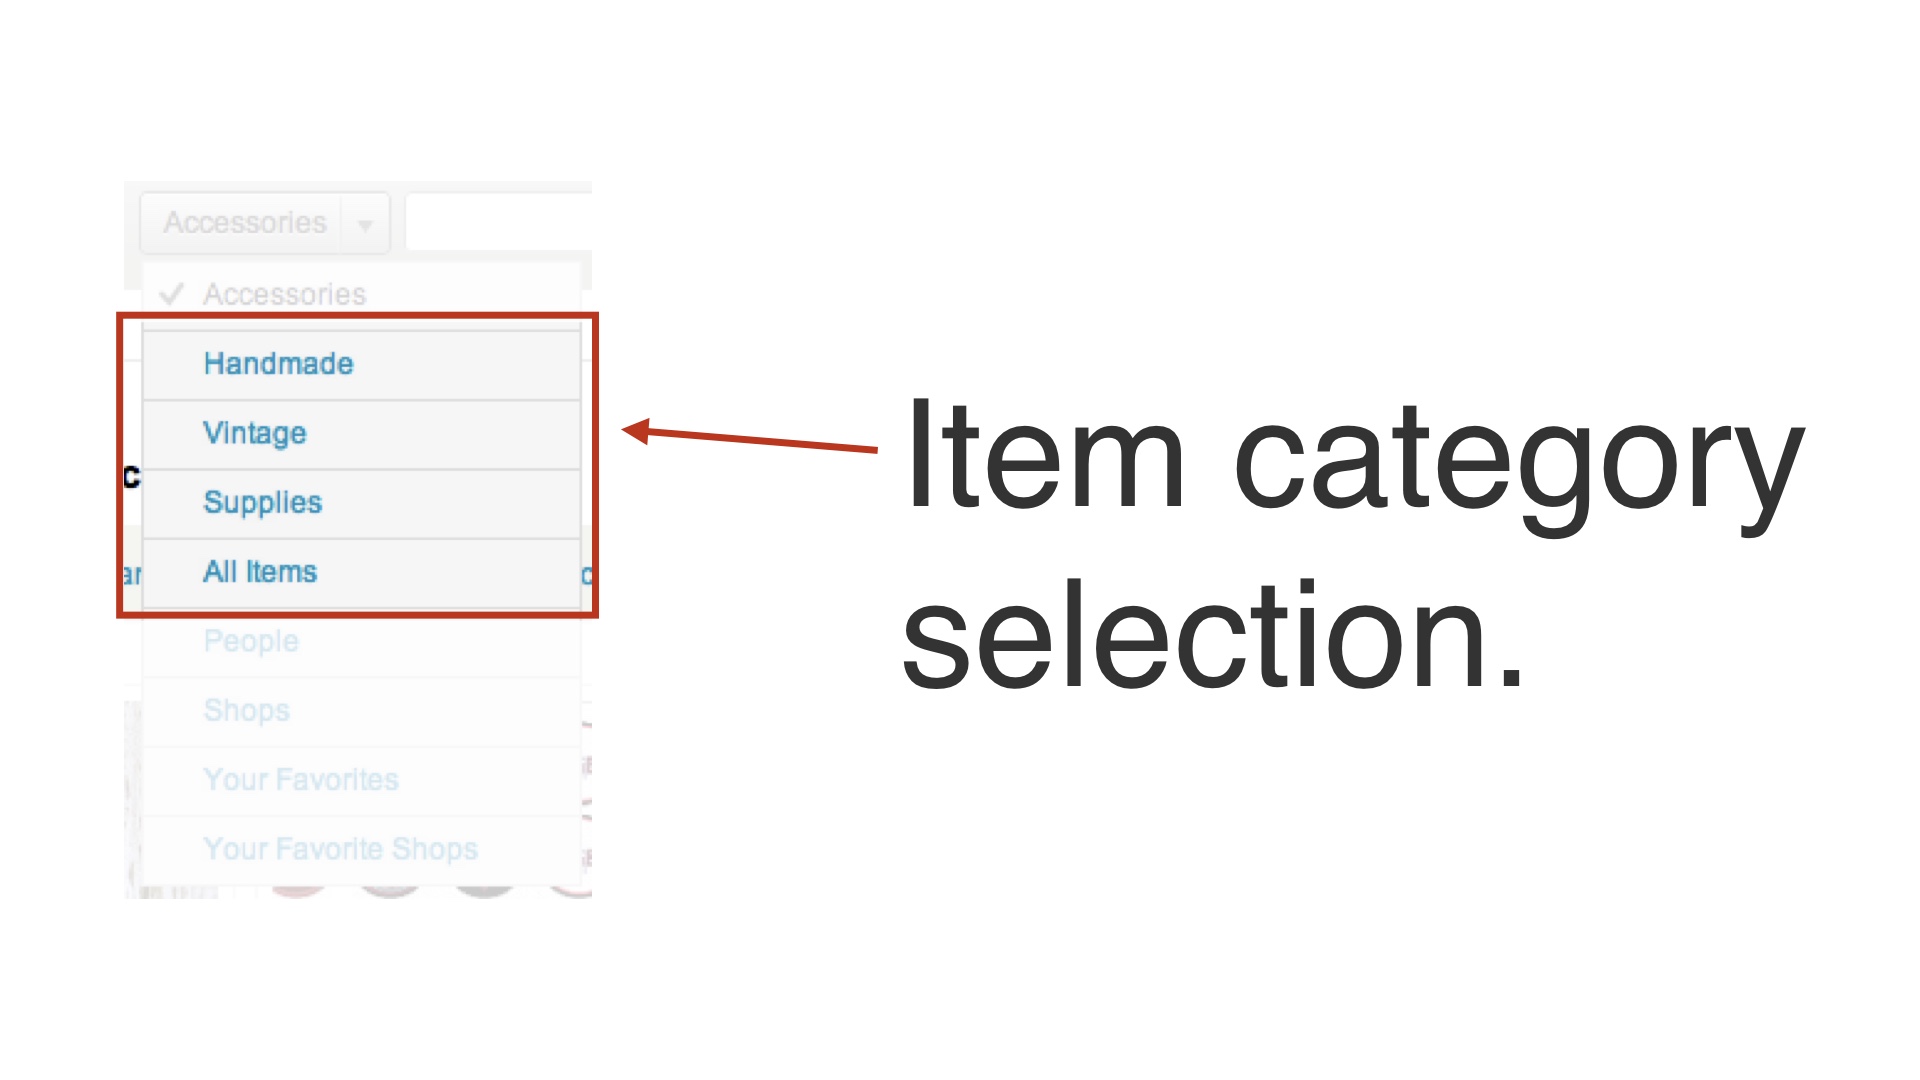 Accessories
Accessories
Handmade
Vintage
Supplies
All Items
People
Shops
Your Favorites
Your Favorite Shops
Item category
selection.